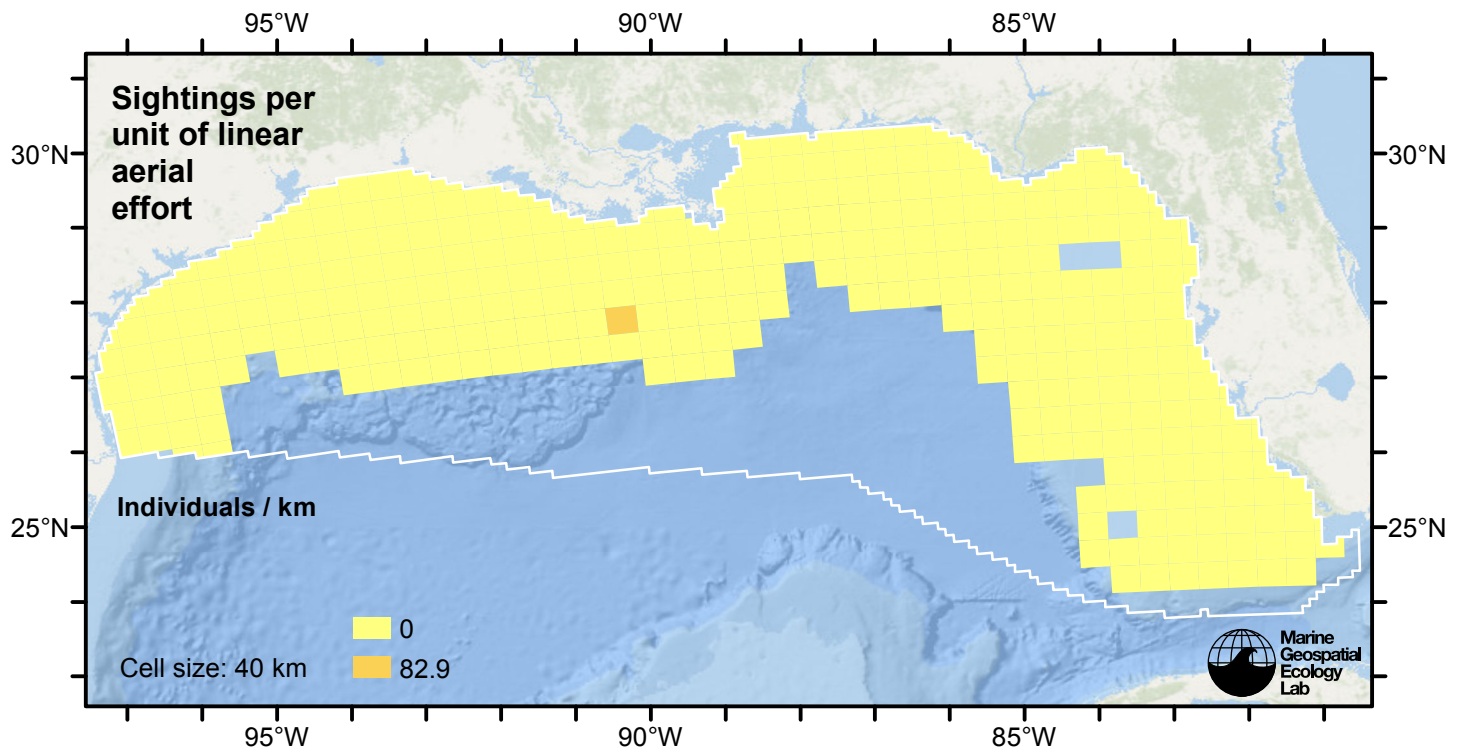 95°W 90°W 85°W
Sightings per
unit of linear
aerial
effort
30°N 30°N
Individuals / km
25°N 25°N
0
Cell size: 40 km 82.9
Marine
Geospatial
Ecology
Lab
95°W 90°W 85°W